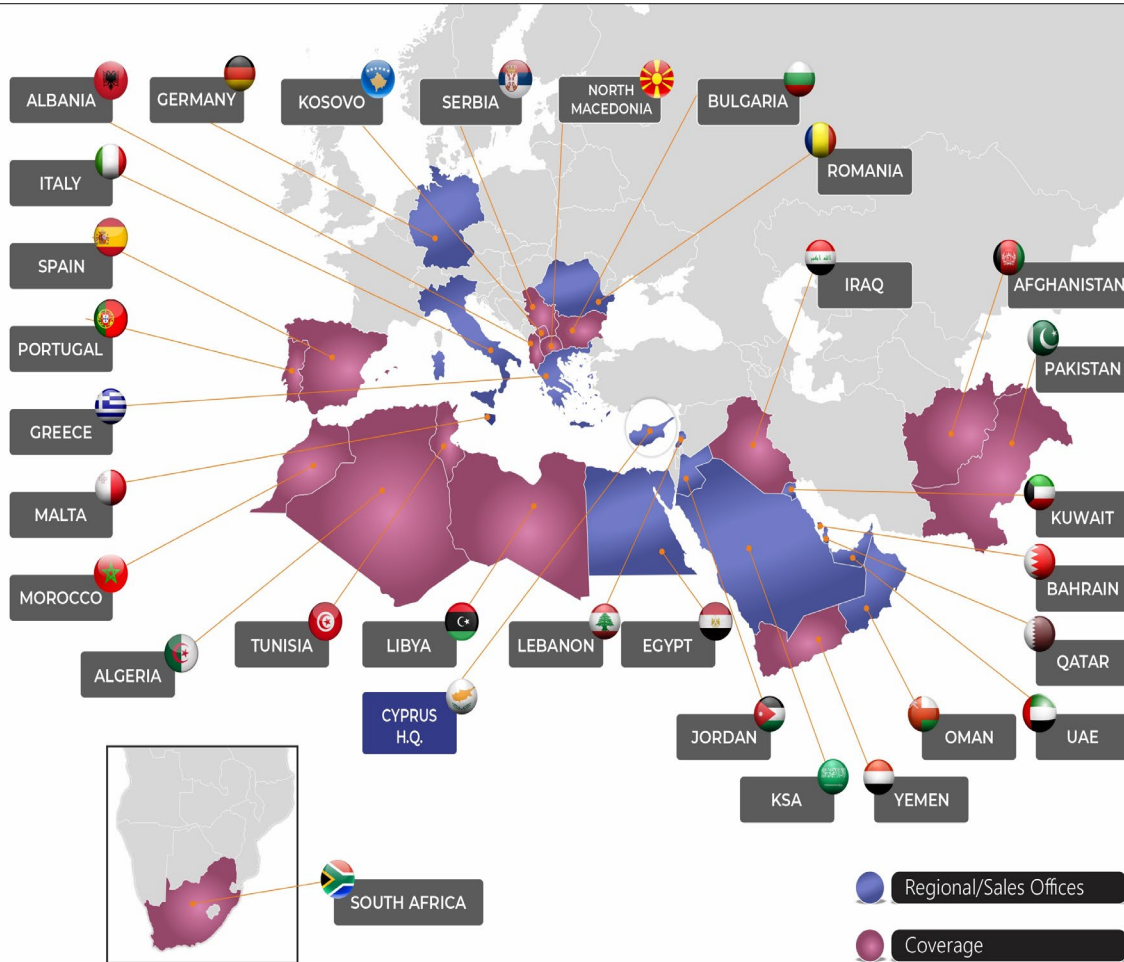 ALBANIA
GERMANY
KOSOVO
SERBIA
NORTH
MACEDONIA
BULGARIA
ROMANIA
ITALY
SPAIN
IRAQ
AFGHANISTAN
PORTUGAL
PAKISTAN
GREECE
MALTA
KUWAIT
MOROCCO
BAHRAIN
ALGERIA
TUNISIA
LIBYA
LEBANON
EGYPT
QATAR
CYPRUS
H.Q.
JORDAN
OMAN
UAE
KSA
YEMEN
SOUTH AFRICA
Regional/Sales Offices
Coverage